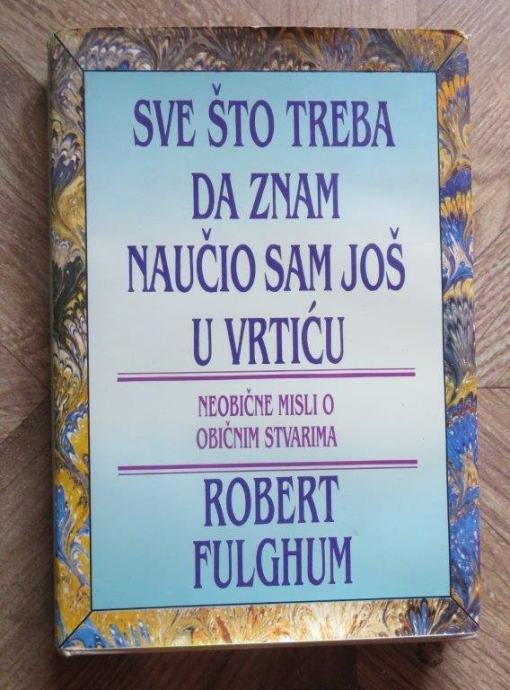 SVE ŠTO TREBA
DA ZNAM
NAUČIO SAM JOŠ
U VRTIĆU
NEOBIČNE MISLI O
OBIČNIM STVARIMA
ROBERT
FULGHUM